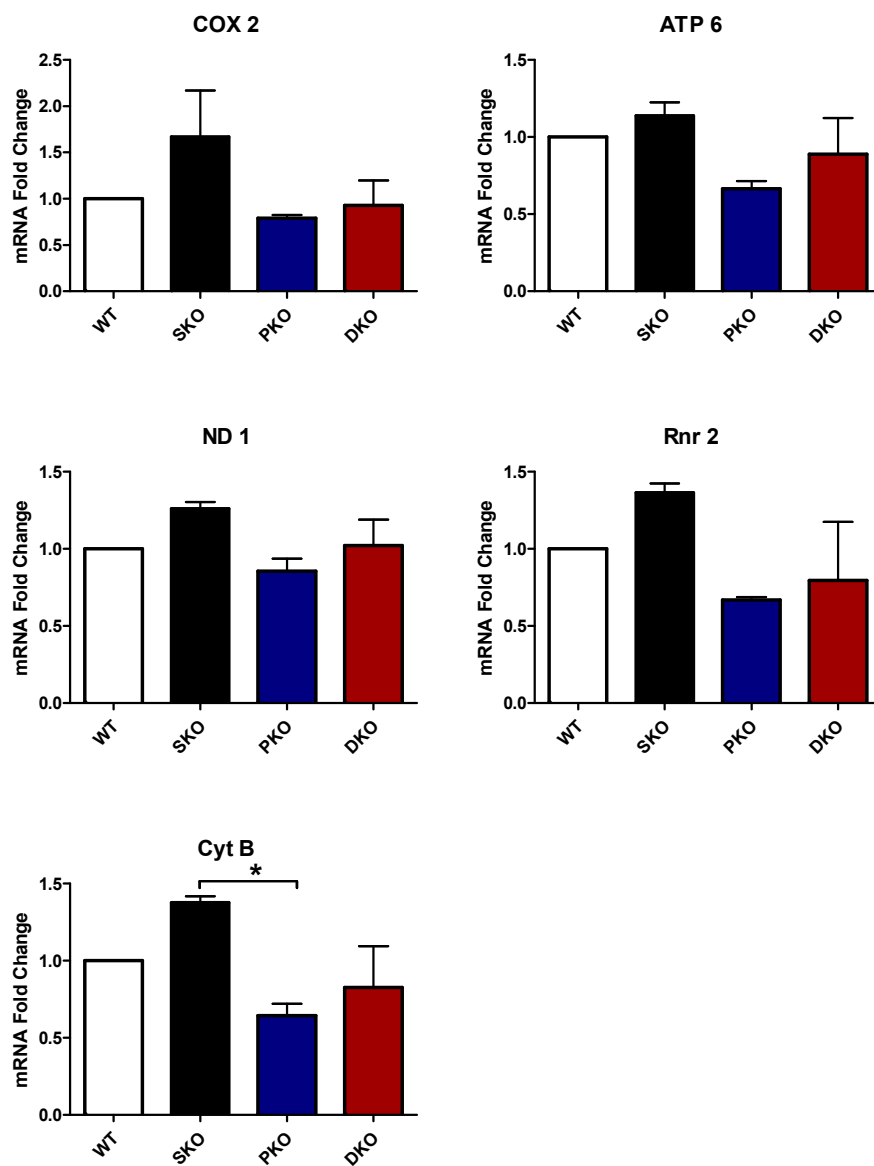 COX 2
mRNA Fold Change
2.5
2.0
1.5
1.0
0.5
0.0
WT
SKO
PKO
DKO
ATP 6
mRNA Fold Change
1.5
1.0
0.5
0.0
WT
SKO
PKO
DKO
ND 1
mRNA Fold Change
1.5
1.0
0.5
0.0
WT
SKO
PKO
DKO
Rnr 2
mRNA Fold Change
1.5
1.0
0.5
0.0
WT
SKO
PKO
DKO
Cyt B
*
mRNA Fold Change
1.5
1.0
0.5
0.0
WT
SKO
PKO
DKO